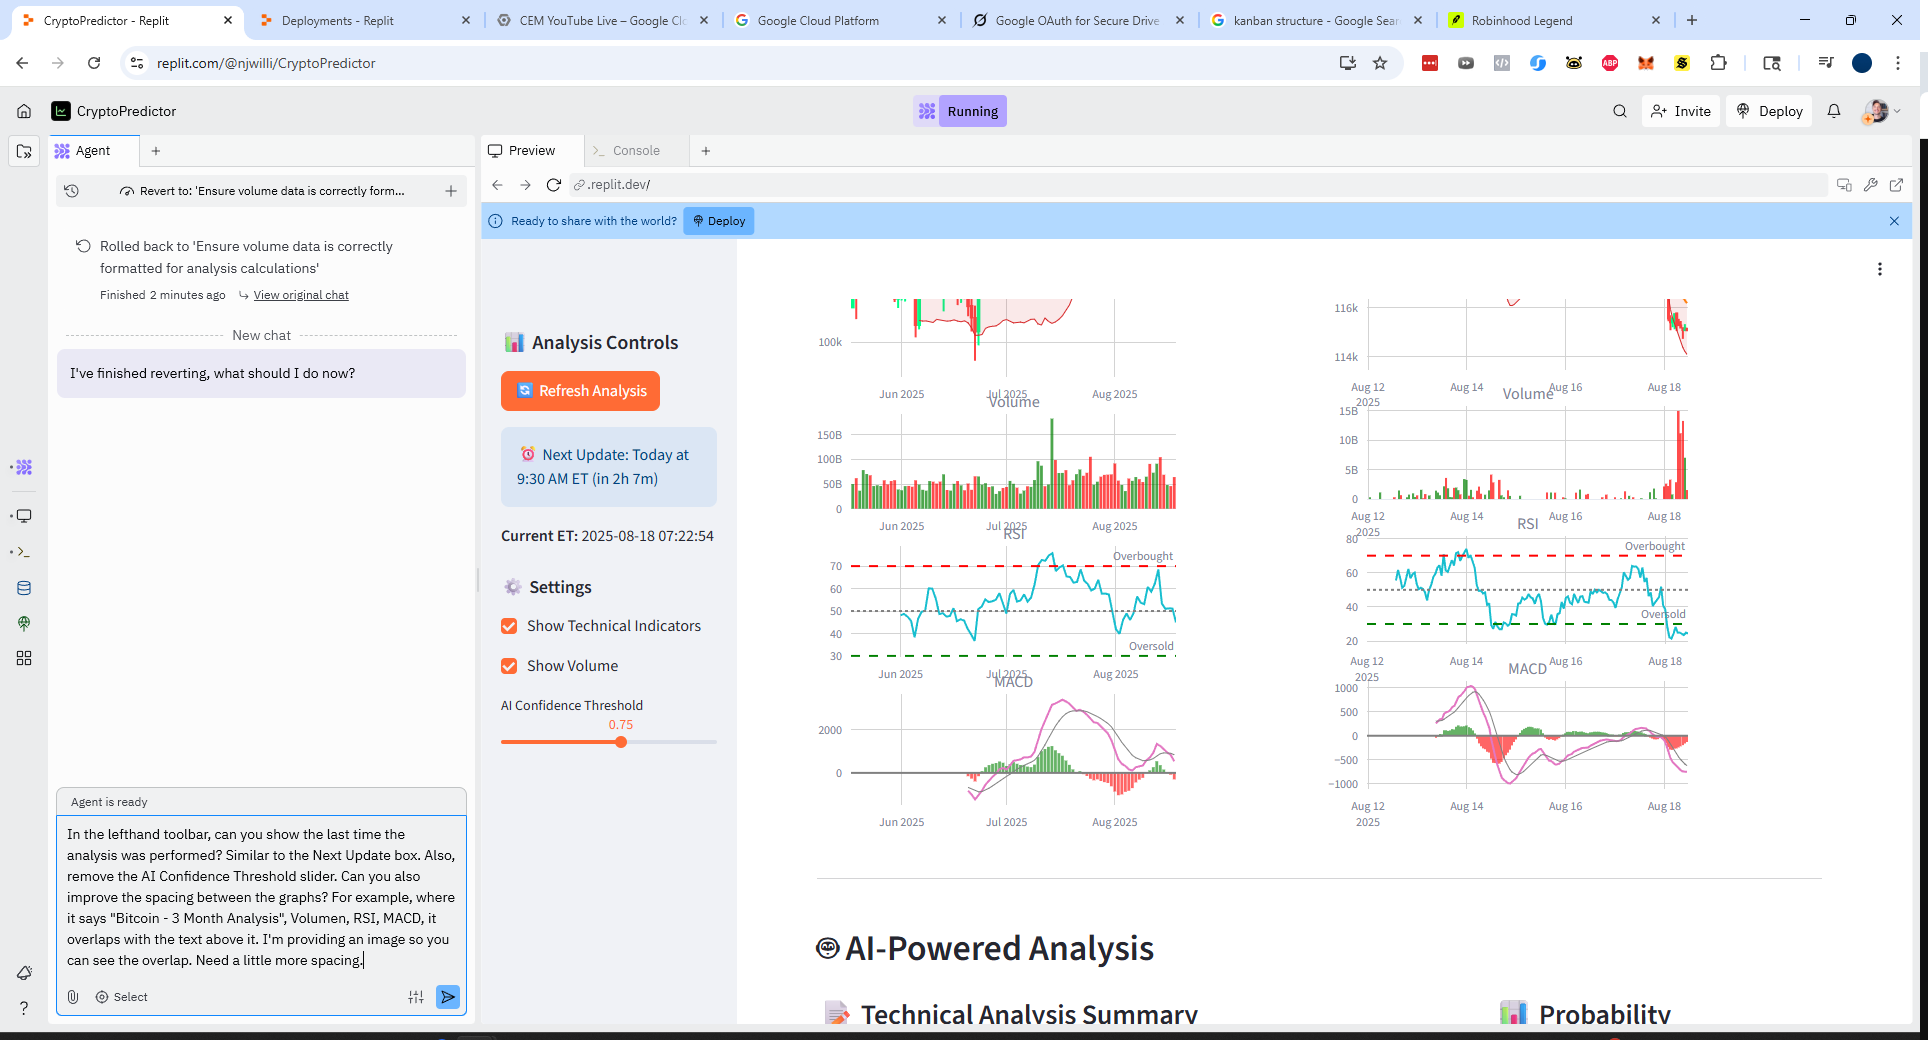 CryptoPredictor - Replit
Deployments - Replit
CEM YouTube Live – Google Clo
Google Cloud Platform
Google OAuth for Secure Drive
kanban structure - Google Sear
Robinhood Legend
replit.com/@njwilli/CryptoPredictor
ABP
CryptoPredictor
Running
Invite
Deploy
Agent
Preview
Console
Revert to: 'Ensure volume data is correctly form...
.replit.dev/
Ready to share with the world?
Deploy
Rolled back to 'Ensure volume data is correctly
formatted for analysis calculations'
Finished 2 minutes ago
View original chat
New chat
I've finished reverting, what should I do now?
Agent is ready
In the lefthand toolbar, can you show the last time the
analysis was performed? Similar to the Next Update box. Also,
remove the AI Confidence Threshold slider. Can you also
improve the spacing between the graphs? For example, where
it says "Bitcoin - 3 Month Analysis", Volumen, RSI, MACD, it
overlaps with the text above it. I'm providing an image so you
can see the overlap. Need a little more spacing.
Select
Analysis Controls
Refresh Analysis
Next Update: Today at
9:30 AM ET (in 2h 7m)
Current ET: 2025-08-18 07:22:54
Settings
Show Technical Indicators
Show Volume
AI Confidence Threshold
0.75
100k
Jun 2025
Jul 2025
Aug 2025
Volume
150B
100B
50B
0
Jun 2025
Jul 2025
Aug 2025
RSI
Overbought
70
60
50
40
Oversold
30
Jun 2025
Jul 2025
Aug 2025
MACD
2000
0
Jun 2025
Jul 2025
Aug 2025
116k
114k
Aug 12
2025
Aug 14
Aug 16
Aug 18
Volume
15B
10B
5B
0
Aug 12
2025
Aug 14
Aug 16
Aug 18
RSI
Overbought
80
60
40
Oversold
20
Aug 12
2025
Aug 14
Aug 16
Aug 18
MACD
1000
500
0
−500
−1000
Aug 12
2025
Aug 14
Aug 16
Aug 18
AI-Powered Analysis
Technical Analysis Summary
Probability